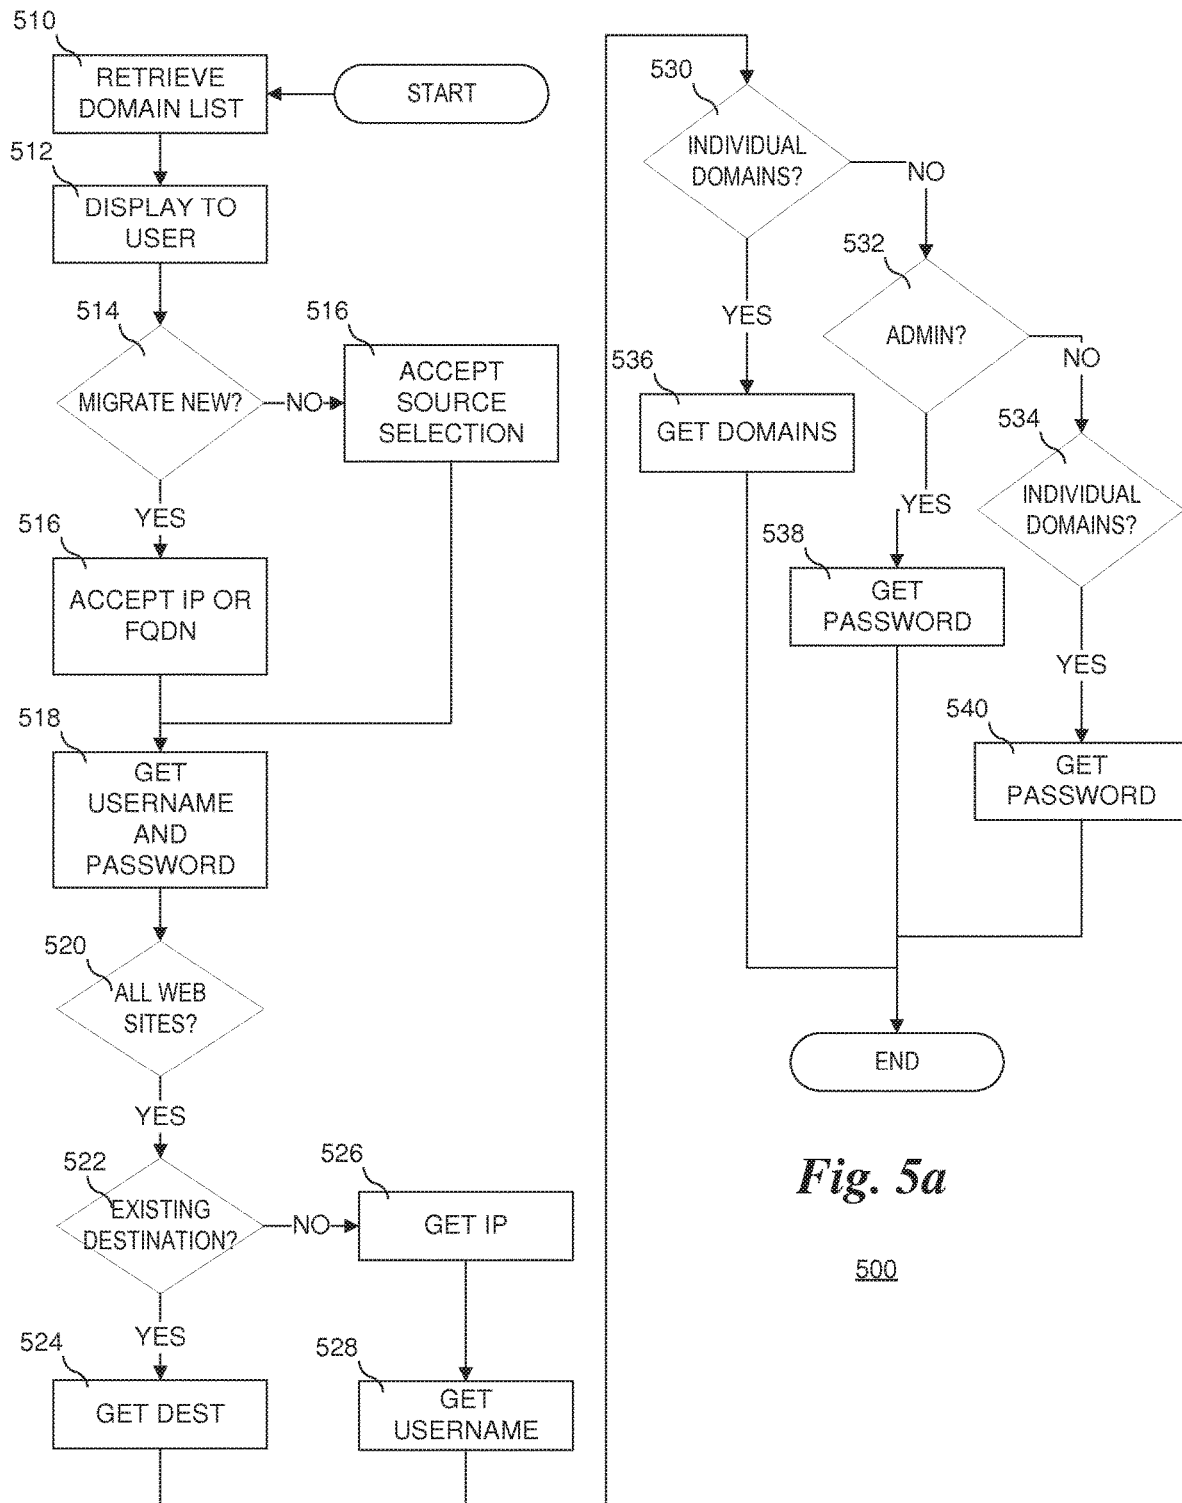 510
RETRIEVE
DOMAIN LIST
START
512
DISPLAY TO
USER
514
MIGRATE NEW?
NO
516
ACCEPT
SOURCE
SELECTION
YES
516
ACCEPT IP OR
FQDN
518
GET
USERNAME
AND
PASSWORD
520
ALL WEB
SITES?
YES
522
EXISTING
DESTINATION?
NO
526
GET IP
YES
524
GET DEST
528
GET
USERNAME
530
INDIVIDUAL
DOMAINS?
NO
YES
532
ADMIN?
NO
536
GET DOMAINS
YES
534
INDIVIDUAL
DOMAINS?
538
GET
PASSWORD
YES
540
GET
PASSWORD
END
Fig. 5a
500